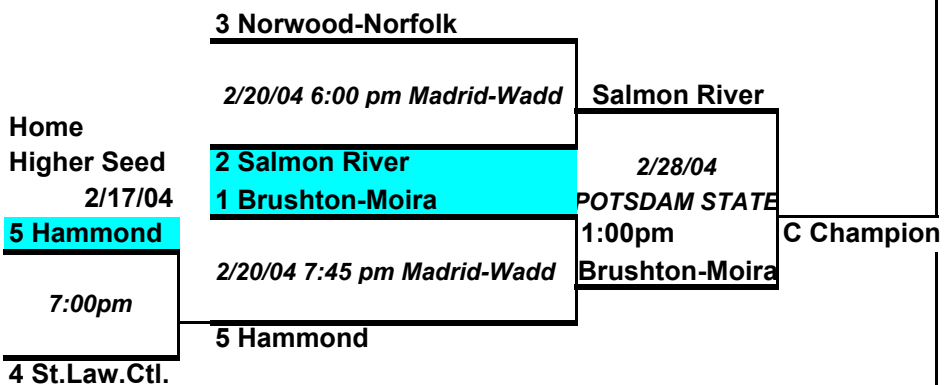 3 Norwood-Norfolk
2/20/04 6:00 pm Madrid-Wadd
Salmon River
Home
Higher Seed
2/17/04
2 Salmon River
1 Brushton-Moira
2/28/04
POTSDAM STATE
5 Hammond
1:00pm
C Champion
2/20/04 7:45 pm Madrid-Wadd
Brushton-Moira
7:00pm
5 Hammond
4 St.Law.Ctl.